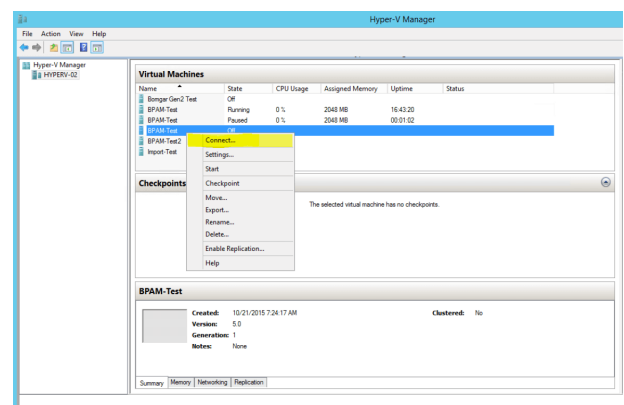 Hyper-V Manager
File Action View Help
Hyper-V Manager
HYPERV-02
Virtual Machines
Name State CPU Usage Assigned Memory Uptime Status
Bomgar Gen2 Test Off
BPAM-Test Running 0 % 2048 MB 16:43:20
BPAM-Test Paused 0 % 2048 MB 00:01:02
BPAM-Test Off
BPAM-Test2
Import-Test
Connect...
Settings...
Start
Checkpoint
Move...
Export...
Rename...
Delete...
Enable Replication...
Help
Checkpoints
The selected virtual machine has no checkpoints.
BPAM-Test
Created: 10/21/2015 7:24:17 AM Clustered: No
Version: 5.0
Generation: 1
Notes: None
Summary Memory Networking Replication